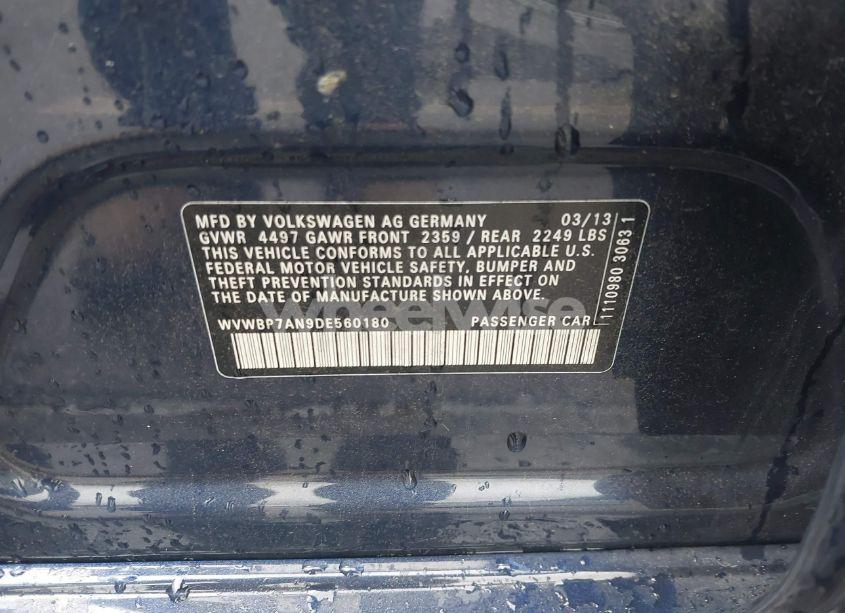 MFD BY VOLKSWAGEN AG GERMANY 03/13
GVWR 4497 GAWR FRONT 2359 / REAR 2249 LBS
THIS VEHICLE CONFORMS TO ALL APPLICABLE U.S.
FEDERAL MOTOR VEHICLE SAFETY, BUMPER AND
THEFT PREVENTION STANDARDS IN EFFECT ON
THE DATE OF MANUFACTURE SHOWN ABOVE.
WVWBP7AN9DE560180 PASSENGER CAR
1110980 3063 1
wheelwise